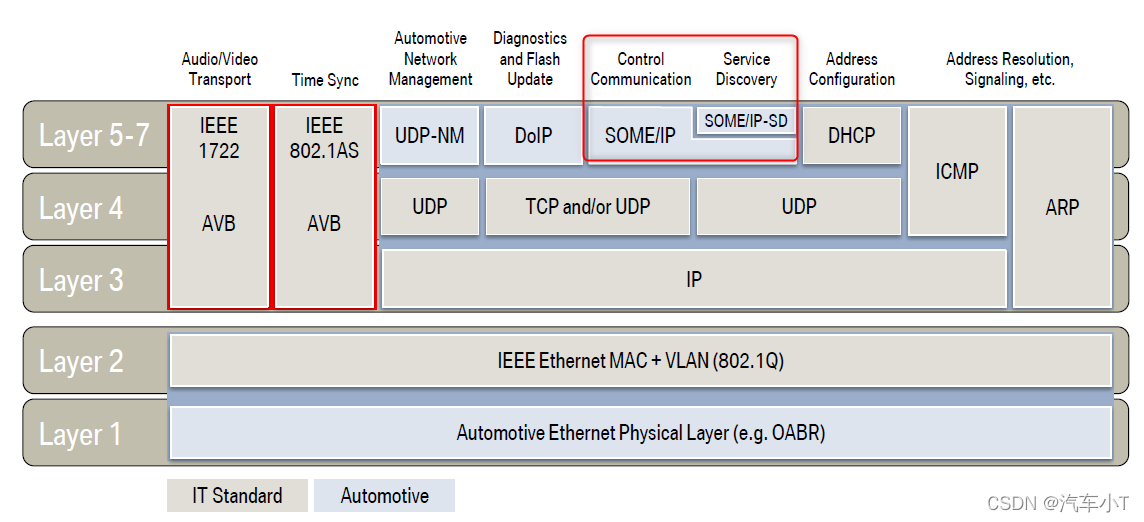 Audio/Video
Transport
Time Sync
Automotive
Network
Management
Diagnostics
and Flash
Update
Control
Communication
Service
Discovery
Address
Configuration
Address Resolution,
Signaling, etc.
Layer 5-7
IEEE
1722
AVB
IEEE
802.1AS
AVB
UDP-NM
DoIP
SOME/IP
SOME/IP-SD
DHCP
ICMP
ARP
Layer 4
UDP
TCP and/or UDP
UDP
Layer 3
IP
Layer 2
IEEE Ethernet MAC + VLAN (802.1Q)
Layer 1
Automotive Ethernet Physical Layer (e.g. OABR)
IT Standard
Automotive
CSDN @汽车小T